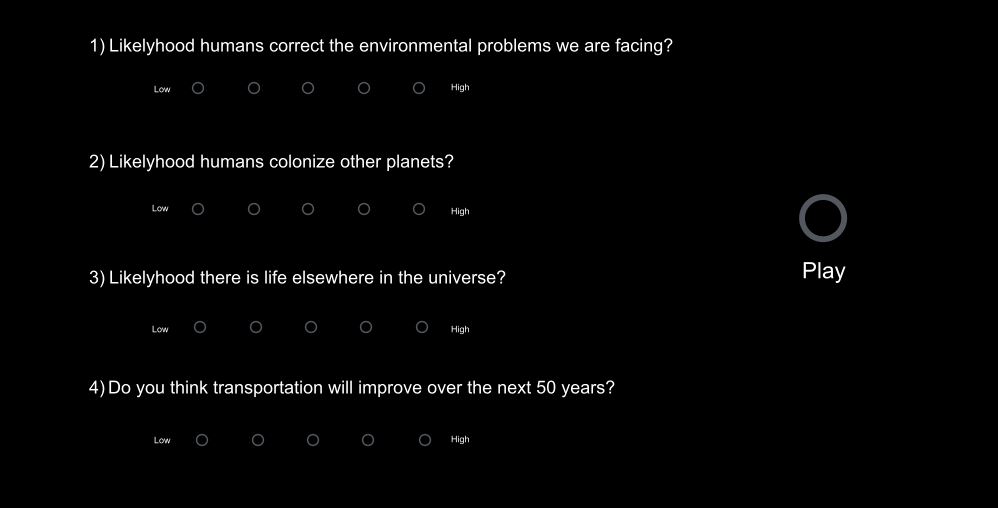 1) Likelyhood humans correct the environmental problems we are facing?
Low High
2) Likelyhood humans colonize other planets?
Low High
3) Likelyhood there is life elsewhere in the universe?
Low High
4) Do you think transportation will improve over the next 50 years?
Low High
Play